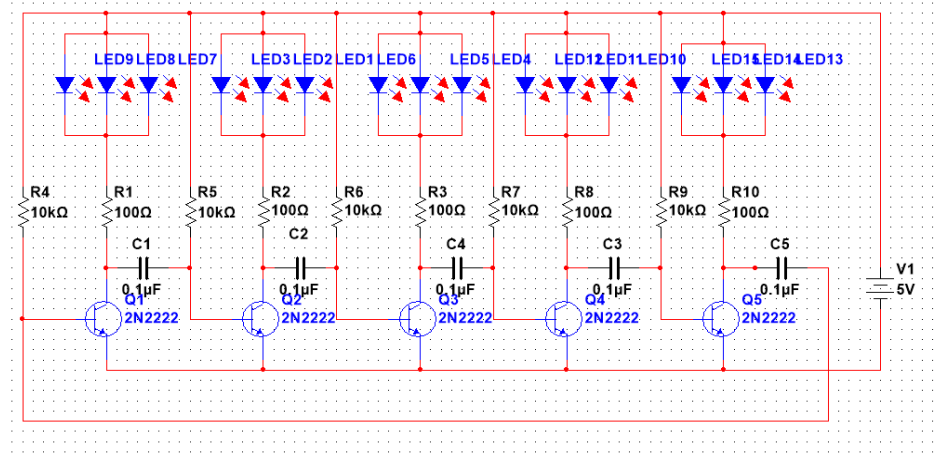 LED9 LED8 LED7
LED3 LED2 LED1
LED6 LED5 LED4
LED12 LED11 LED10
LED15 LED14 LED13
R4
10kΩ
R1
100Ω
R5
10kΩ
R2
100Ω
R6
10kΩ
R3
100Ω
R7
10kΩ
R8
100Ω
R9
10kΩ
R10
100Ω
C1
0.1µF
C2
0.1µF
C4
0.1µF
C3
0.1µF
C5
0.1µF
Q1
2N2222
Q2
2N2222
Q3
2N2222
Q4
2N2222
Q5
2N2222
V1
5V